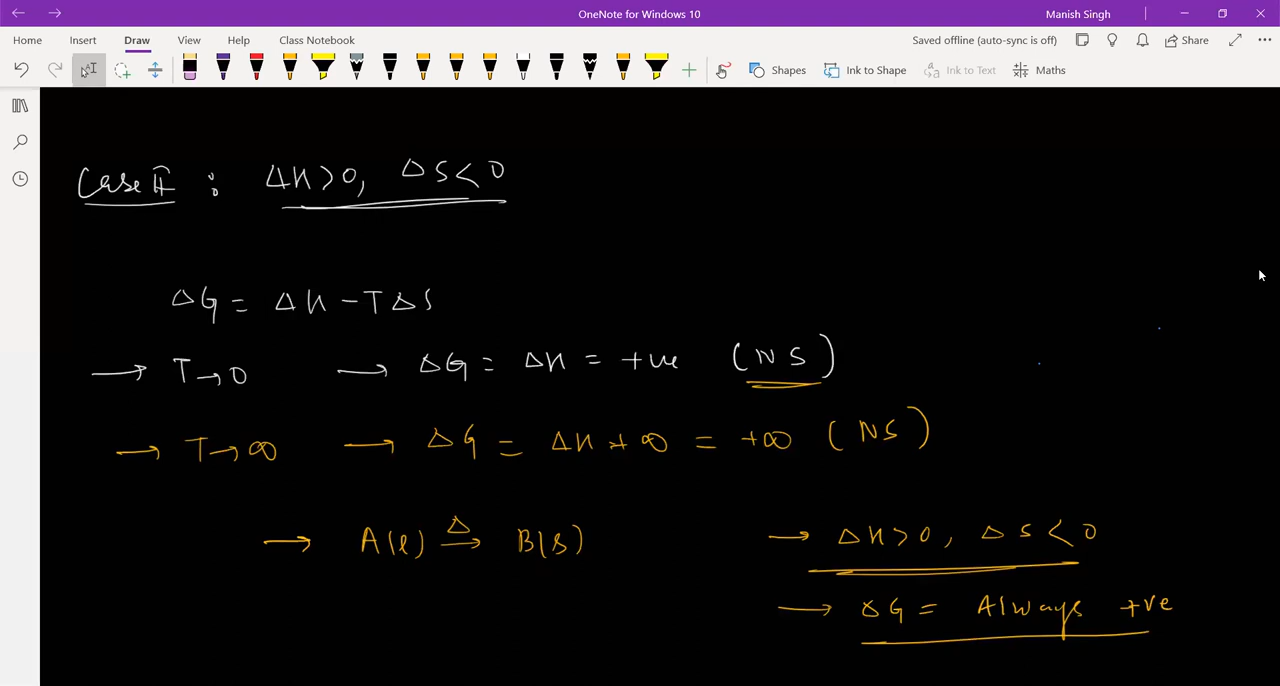 OneNote for Windows 10
Manish Singh
Home Insert Draw View Help Class Notebook
Saved offline (auto-sync is off) Share
Shapes Ink to Shape Ink to Text Maths
Case II : ΔH>0, ΔS<0
ΔG = ΔH - TΔS
→ T→0 → ΔG = ΔH = +ve (NS)
→ T→∞ → ΔG = ΔH + ∞ = +∞ (NS)
→ A(l) Δ→ B(s)
→ ΔH>0, ΔS<0
→ ΔG = Always +ve